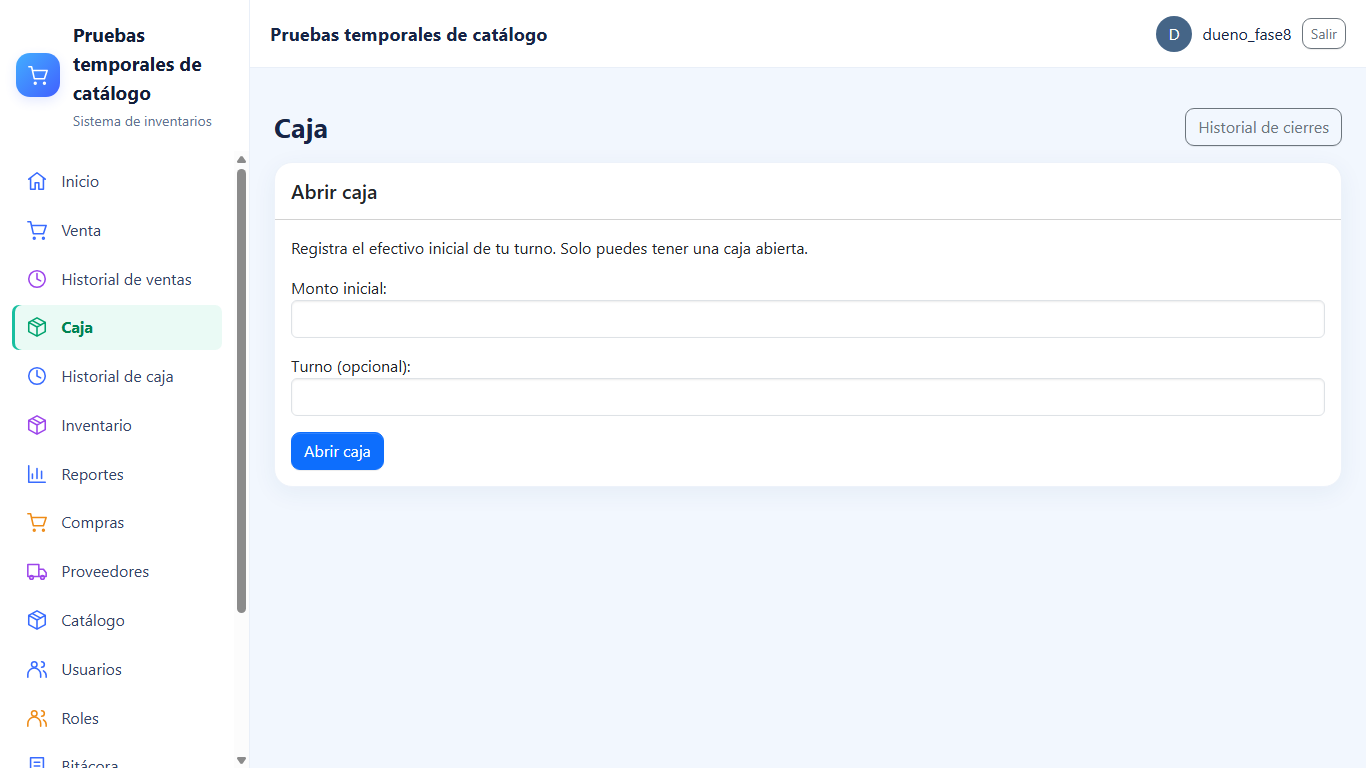 Pruebas
temporales de
catálogo
Sistema de inventarios
Inicio
Venta
Historial de ventas
Caja
Historial de caja
Inventario
Reportes
Compras
Proveedores
Catálogo
Usuarios
Roles
Bitácora
Pruebas temporales de catálogo
D
dueno_fase8
Salir
Caja
Historial de cierres
Abrir caja
Registra el efectivo inicial de tu turno. Solo puedes tener una caja abierta.
Monto inicial:
Turno (opcional):
Abrir caja